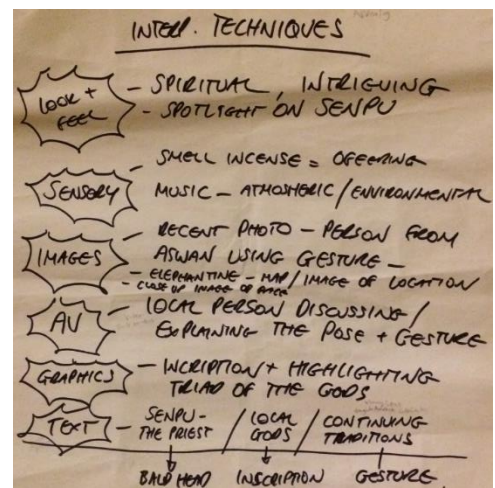 INTERP. TECHNIQUES
LOOK + FEEL
- SPIRITUAL, INTRIGUING
- SPOTLIGHT ON SENPU
SENSORY
- SMELL INCENSE = OFEERING
MUSIC - ATMOSHERIC / ENVIRONMENTAL
IMAGES
- RECENT PHOTO - PERSON FROM
ASWAN USING GESTURE -
- ELEPHANTINE - MAP / IMAGE OF LOCATION
- CLOSE UP IMAGE OF
AV
- LOCAL PERSON DISCUSSING /
EXPLAINING THE POSE + GESTURE
GRAPHICS
- INCRIPTION + HIGHLIGHTING
TRIAD OF THE GODS
TEXT
- SENPU - / LOCAL / CONTINUING
THE PRIEST GODS TRADITIONS
BALD HEAD INSCRIPTION GESTURE